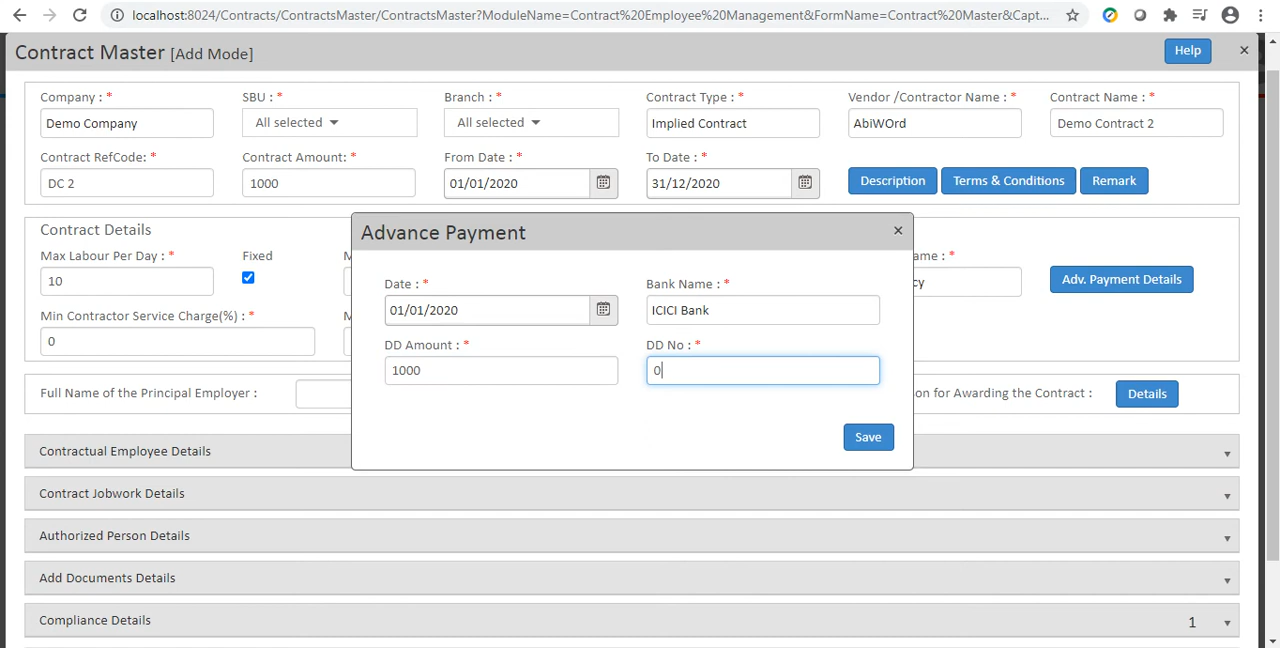 localhost:8024/Contracts/ContractsMaster/ContractsMaster?ModuleName=Contract%20Employee%20Management&FormName=Contract%20Master&Capt...
Contract Master [Add Mode]
Help ×
Company : * SBU : * Branch : * Contract Type : * Vendor /Contractor Name : * Contract Name : *
Demo Company All selected All selected Implied Contract AbiWOrd Demo Contract 2
Contract RefCode: * Contract Amount: * From Date : * To Date : *
DC 2 1000 01/01/2020 31/12/2020 Description Terms & Conditions Remark
Contract Details
Advance Payment ×
Max Labour Per Day : * Fixed M ame : *
10 cy Adv. Payment Details
Date : * Bank Name : *
01/01/2020 ICICI Bank
Min Contractor Service Charge(%) : * M
0
DD Amount : * DD No : *
1000 0
Full Name of the Principal Employer : on for Awarding the Contract : Details
Save
Contractual Employee Details
Contract Jobwork Details
Authorized Person Details
Add Documents Details
Compliance Details 1